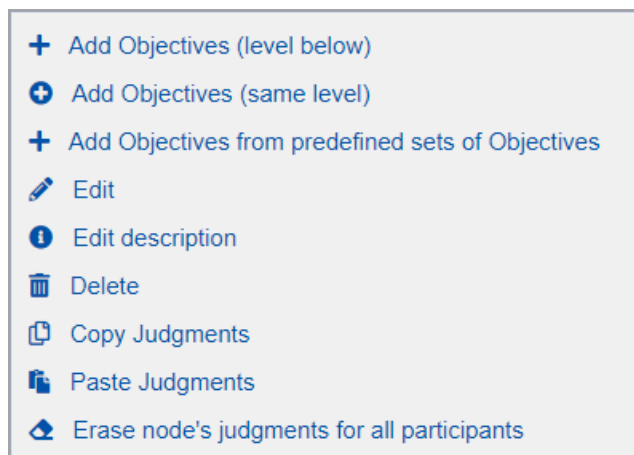 Add Objectives (level below)
Add Objectives (same level)
Add Objectives from predefined sets of Objectives
Edit
Edit description
Delete
Copy Judgments
Paste Judgments
Erase node's judgments for all participants